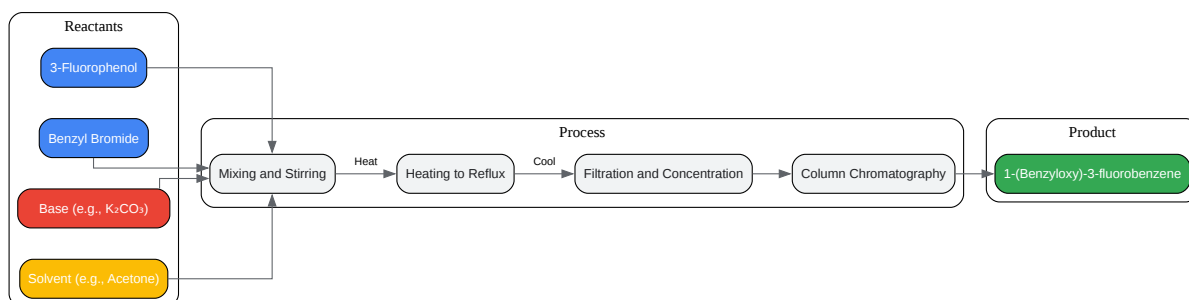 Reactants
3-Fluorophenol
Benzyl Bromide
Base (e.g., K₂CO₃)
Solvent (e.g., Acetone)
Process
Mixing and Stirring
Heat
Heating to Reflux
Cool
Filtration and Concentration
Column Chromatography
Product
1-(Benzyloxy)-3-fluorobenzene